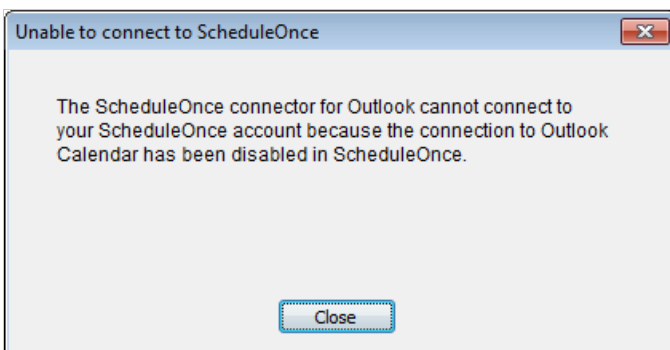 Unable to connect to ScheduleOnce
The ScheduleOnce connector for Outlook cannot connect to
your ScheduleOnce account because the connection to Outlook
Calendar has been disabled in ScheduleOnce.
Close